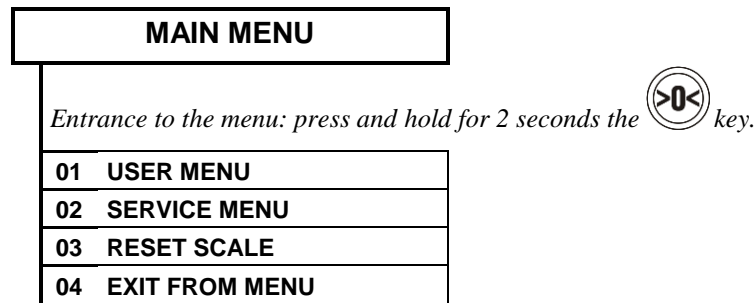 MAIN MENU
Entrance to the menu: press and hold for 2 seconds the >0< key.
01 USER MENU
02 SERVICE MENU
03 RESET SCALE
04 EXIT FROM MENU